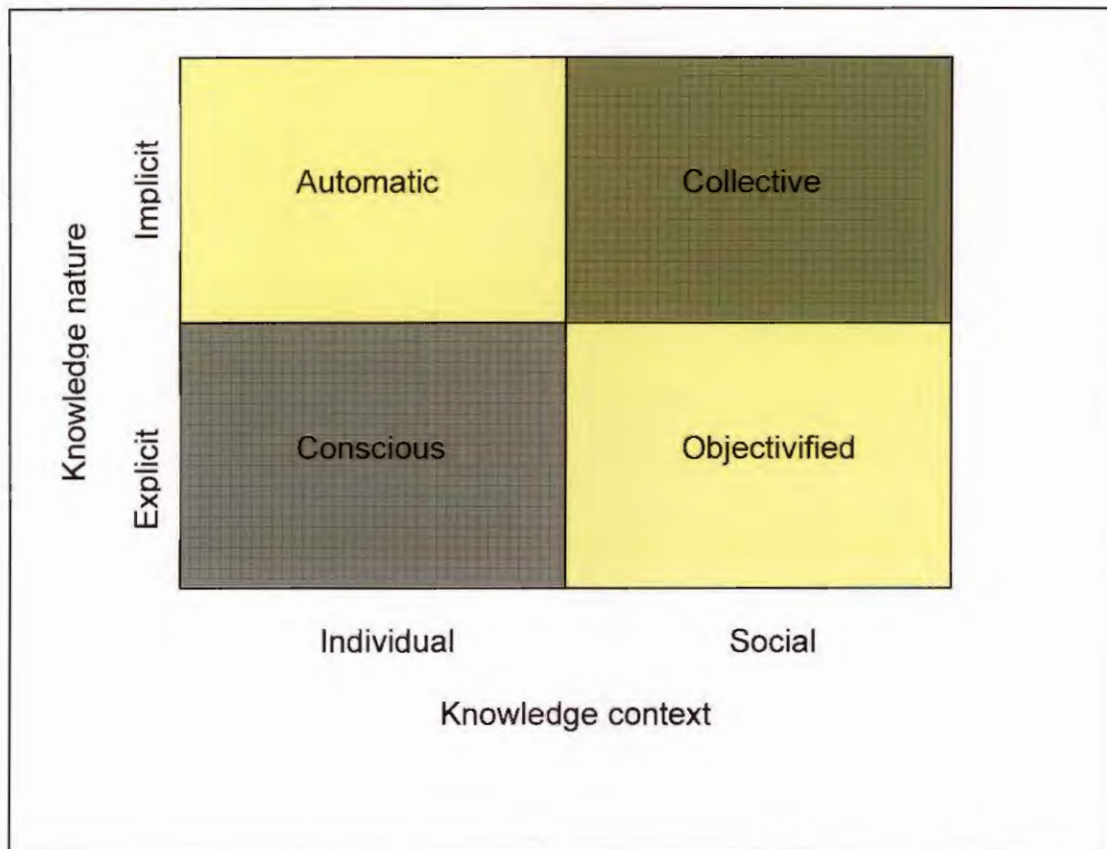 Knowledge nature
Implicit
Explicit
Automatic
Collective
Conscious
Objectivified
Individual
Social
Knowledge context